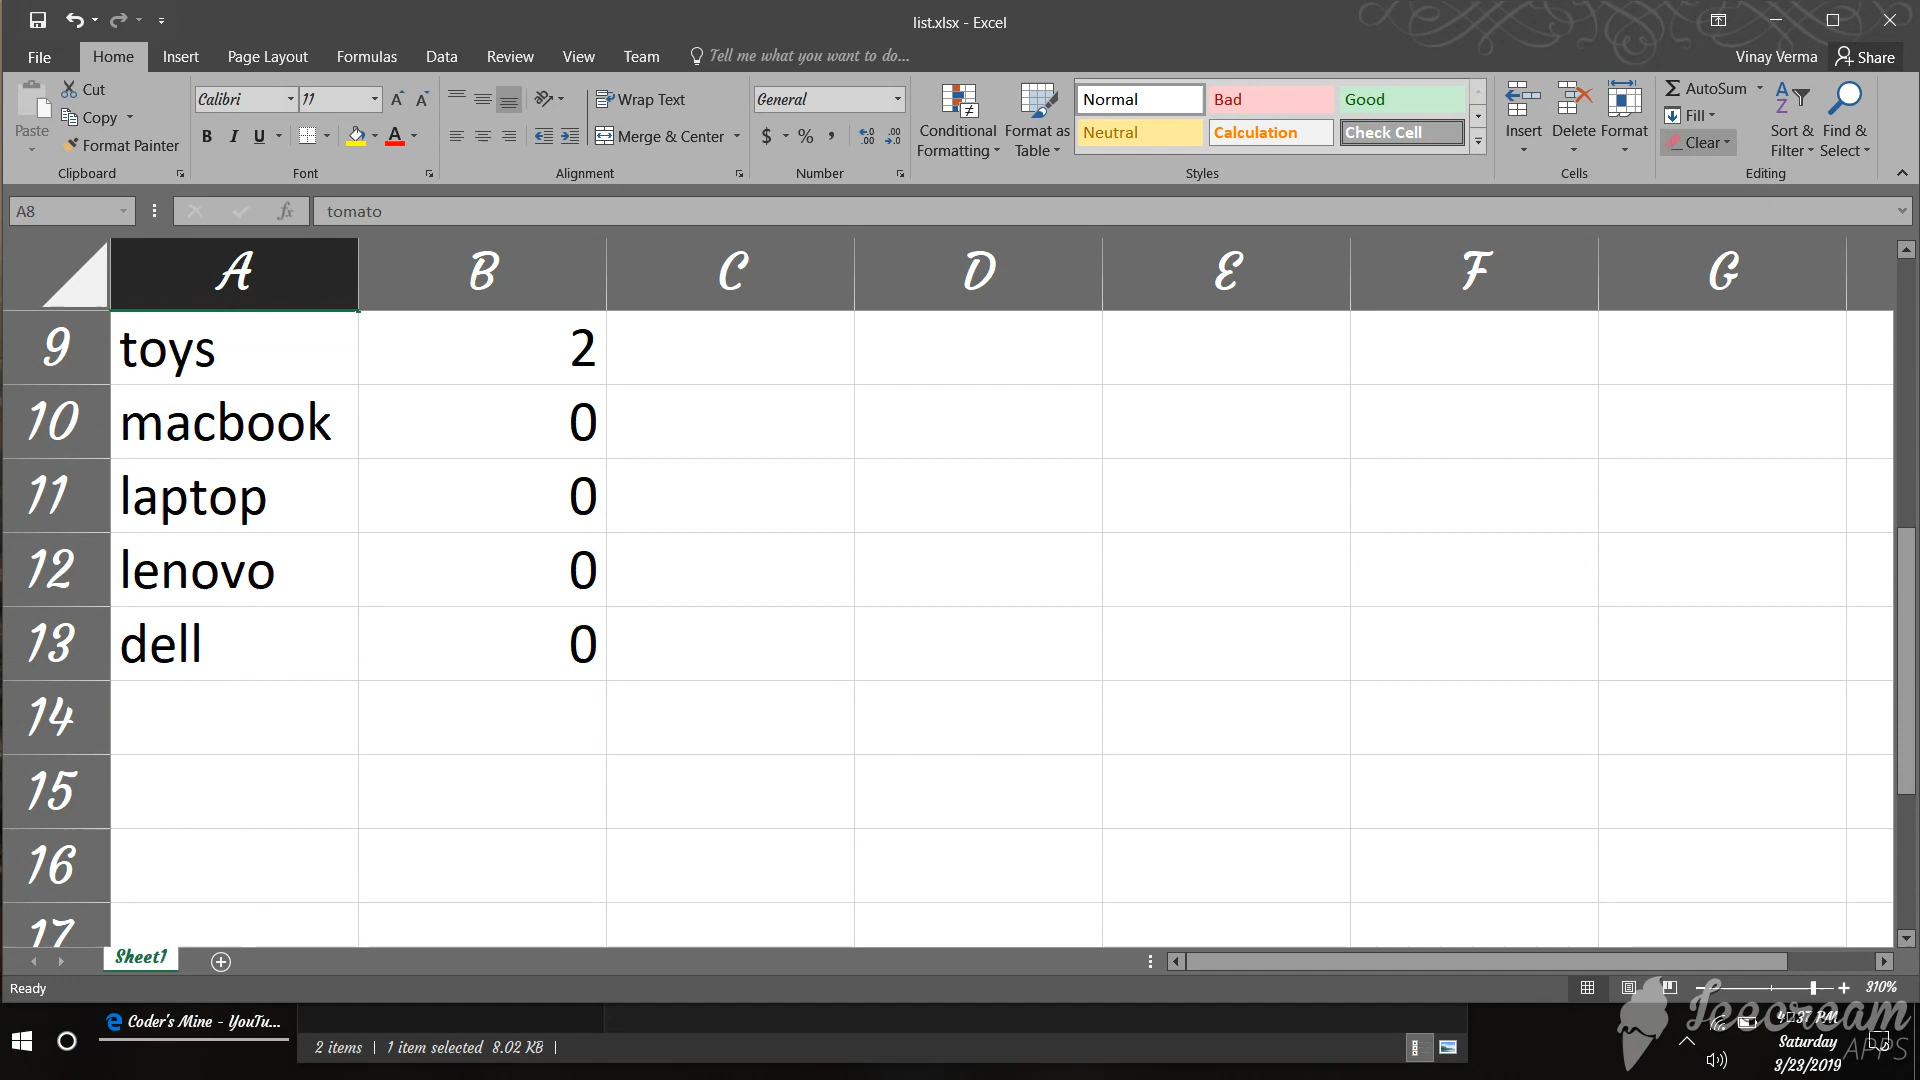 list.xlsx - Excel
File Home Insert Page Layout Formulas Data Review View Team Tell me what you want to do... Vinay Verma Share
Paste Cut Copy Format Painter Clipboard
Calibri 11 A A B I U A Font
Wrap Text Merge & Center Alignment
General $ % , Number
Conditional Formatting Format as Table
Normal Bad Good
Neutral Calculation Check Cell
Styles
Insert Delete Format Cells
AutoSum Fill Clear Sort & Filter Find & Select Editing
A8 fx tomato
A B C D E F G
9 toys 2
10 macbook 0
11 laptop 0
12 lenovo 0
13 dell 0
14
15
16
17
Sheet1
Ready 310%
Coder's Mine - YouTu...
2 items 1 item selected 8.02 KB
Icecream
APPS
Saturday
3/23/2019